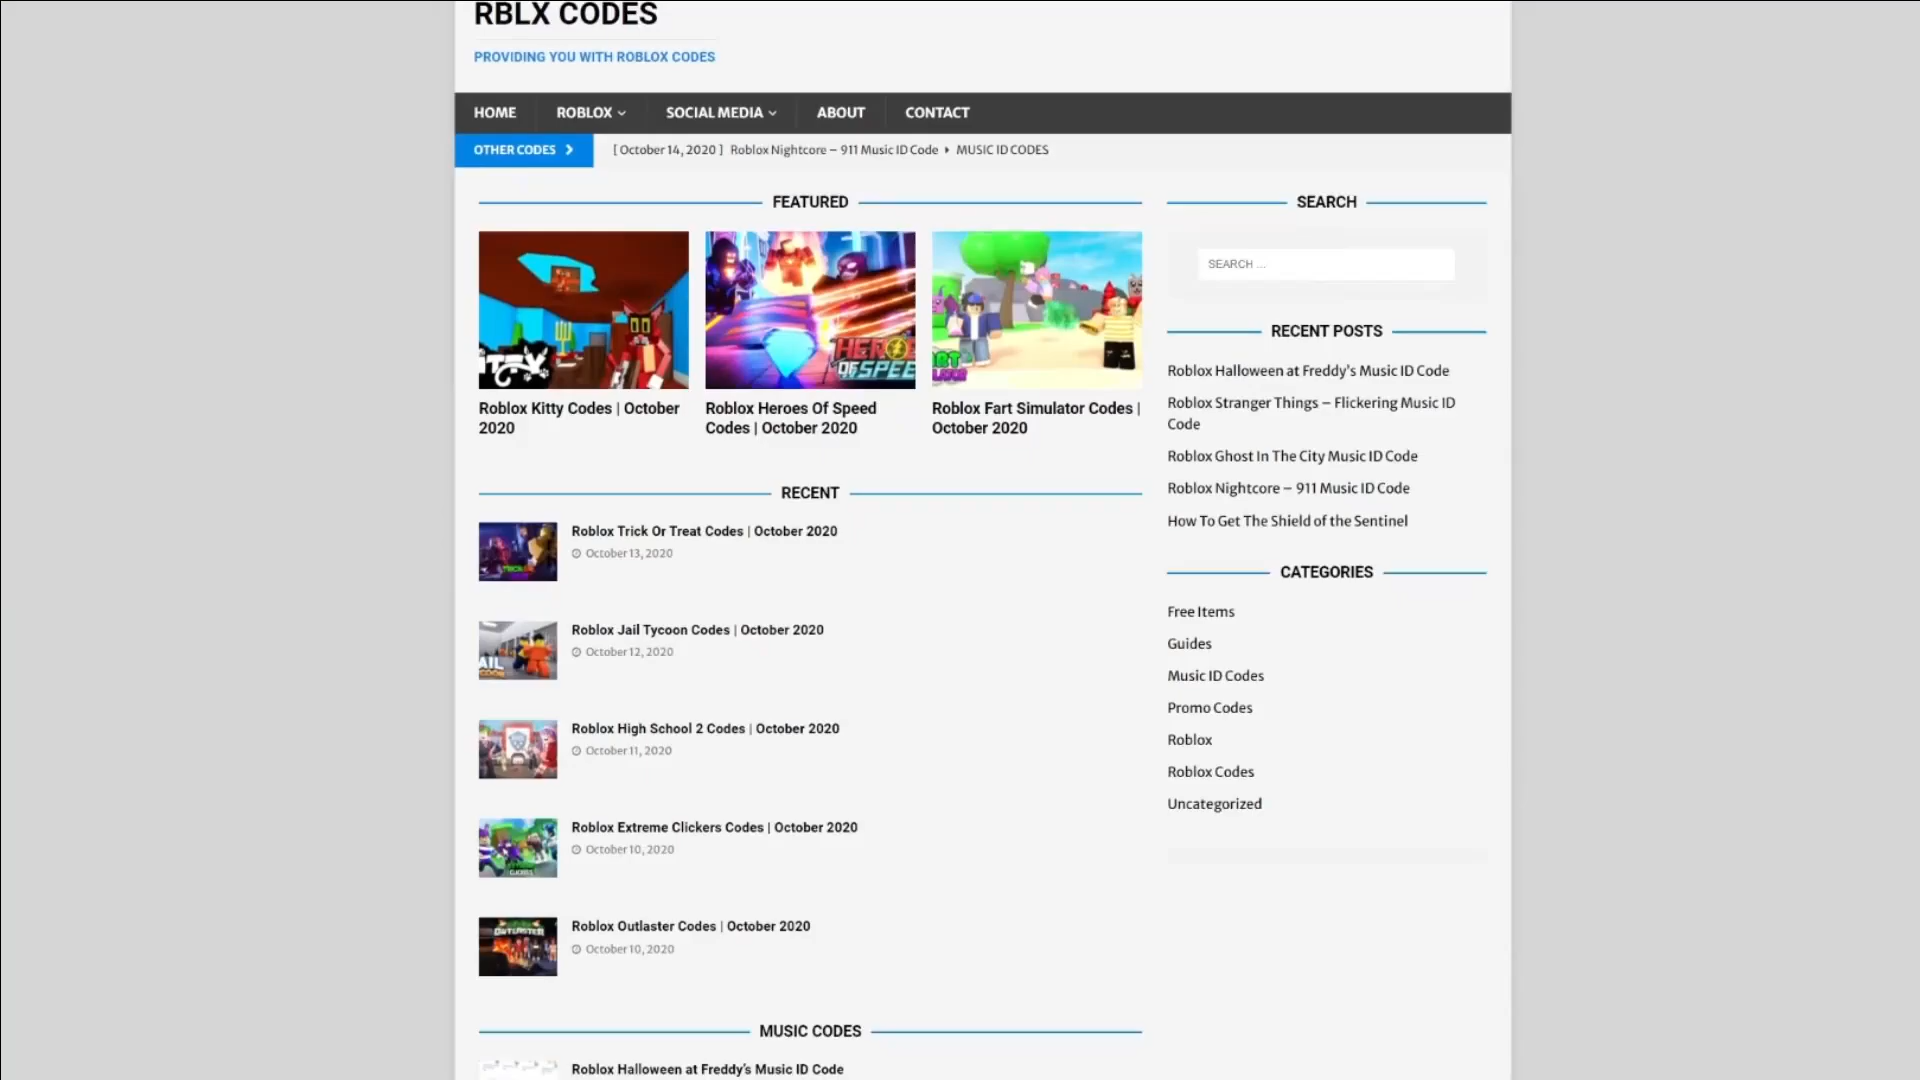 RBLX CODES
PROVIDING YOU WITH ROBLOX CODES
HOME ROBLOX SOCIAL MEDIA ABOUT CONTACT
OTHER CODES [ October 14, 2020 ] Roblox Nightcore – 911 Music ID Code MUSIC ID CODES
FEATURED
HEROES
OF SPEE
Roblox Kitty Codes | October
2020
Roblox Heroes Of Speed
Codes | October 2020
Roblox Fart Simulator Codes |
October 2020
RECENT
Roblox Trick Or Treat Codes | October 2020
October 13, 2020
AIL
Roblox Jail Tycoon Codes | October 2020
October 12, 2020
Roblox High School 2 Codes | October 2020
October 11, 2020
Roblox Extreme Clickers Codes | October 2020
October 10, 2020
OUTLASTER
Roblox Outlaster Codes | October 2020
October 10, 2020
MUSIC CODES
Roblox Halloween at Freddy's Music ID Code
SEARCH
SEARCH ...
RECENT POSTS
Roblox Halloween at Freddy's Music ID Code
Roblox Stranger Things – Flickering Music ID
Code
Roblox Ghost In The City Music ID Code
Roblox Nightcore – 911 Music ID Code
How To Get The Shield of the Sentinel
CATEGORIES
Free Items
Guides
Music ID Codes
Promo Codes
Roblox
Roblox Codes
Uncategorized